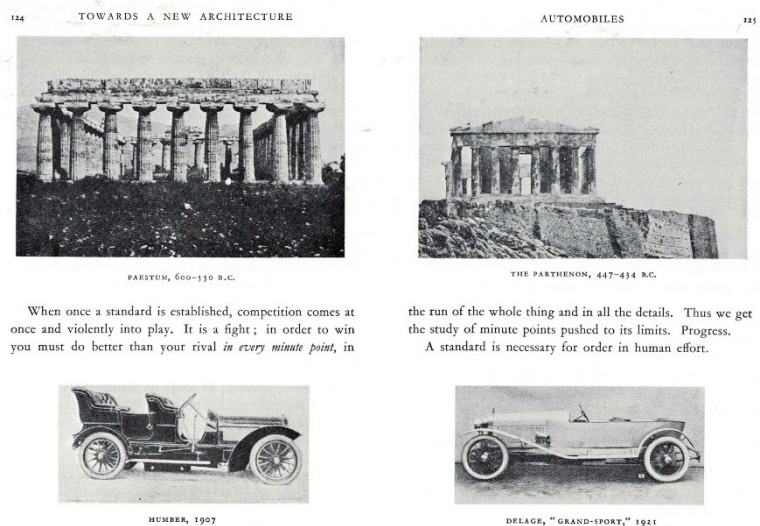 124 TOWARDS A NEW ARCHITECTURE
PAESTUM, 600–550 B.C.
When once a standard is established, competition comes at
once and violently into play. It is a fight ; in order to win
you must do better than your rival in every minute point, in
HUMBER, 1907
AUTOMOBILES 125
THE PARTHENON, 447–434 B.C.
the run of the whole thing and in all the details. Thus we get
the study of minute points pushed to its limits. Progress.
A standard is necessary for order in human effort.
DELAGE, “GRAND-SPORT,” 1921